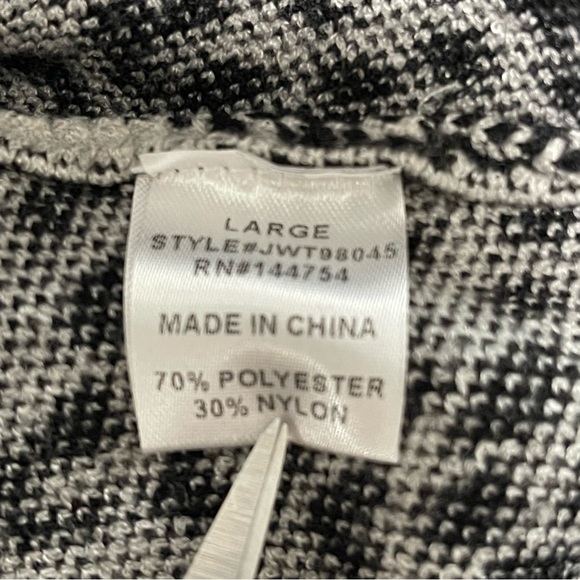 LARGE
STYLE#JWT98045
RN#144754
MADE IN CHINA
70% POLYESTER
30% NYLON